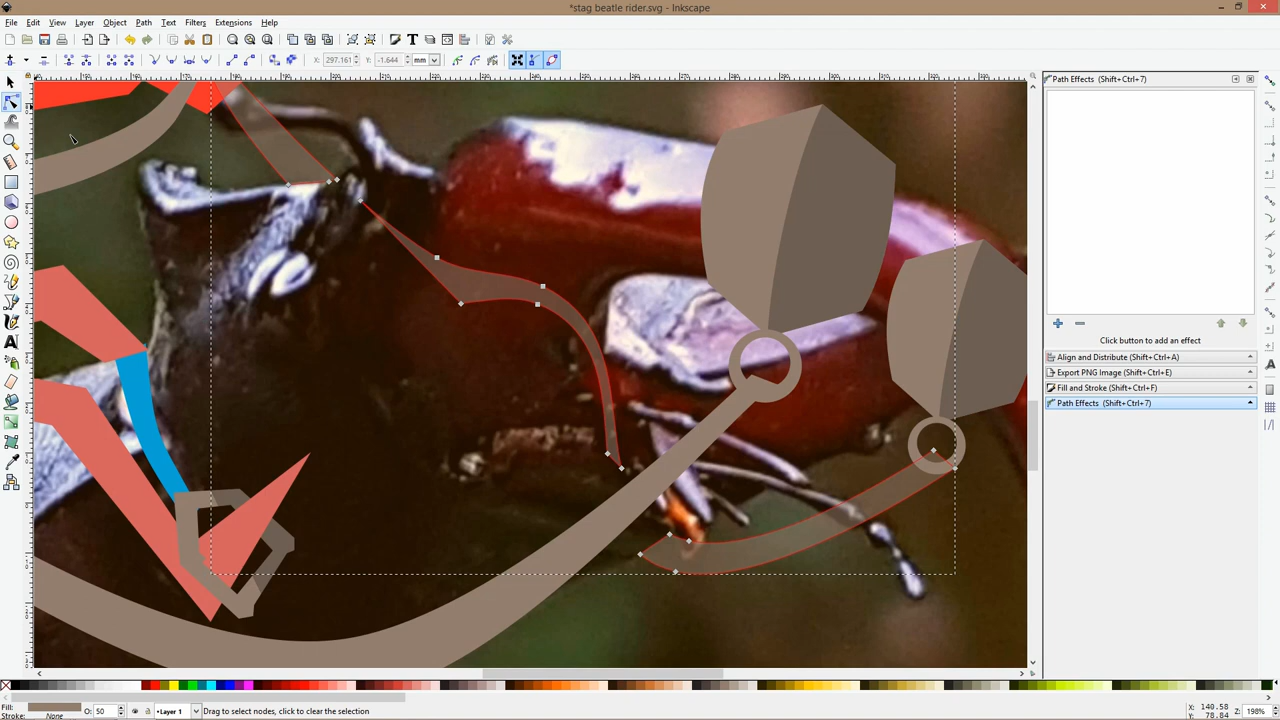 *stag beatle rider.svg - Inkscape
File Edit View Layer Object Path Text Filters Extensions Help
X: 297.161 Y: -1.644 mm
Path Effects (Shift+Ctrl+7)
Click button to add an effect
Align and Distribute (Shift+Ctrl+A)
Export PNG Image (Shift+Ctrl+E)
Fill and Stroke (Shift+Ctrl+F)
Path Effects (Shift+Ctrl+7)
Fill: O: 50 •Layer 1 Drag to select nodes, click to clear the selection X: 140.58 Z: 198%
Stroke: None Y: 78.84